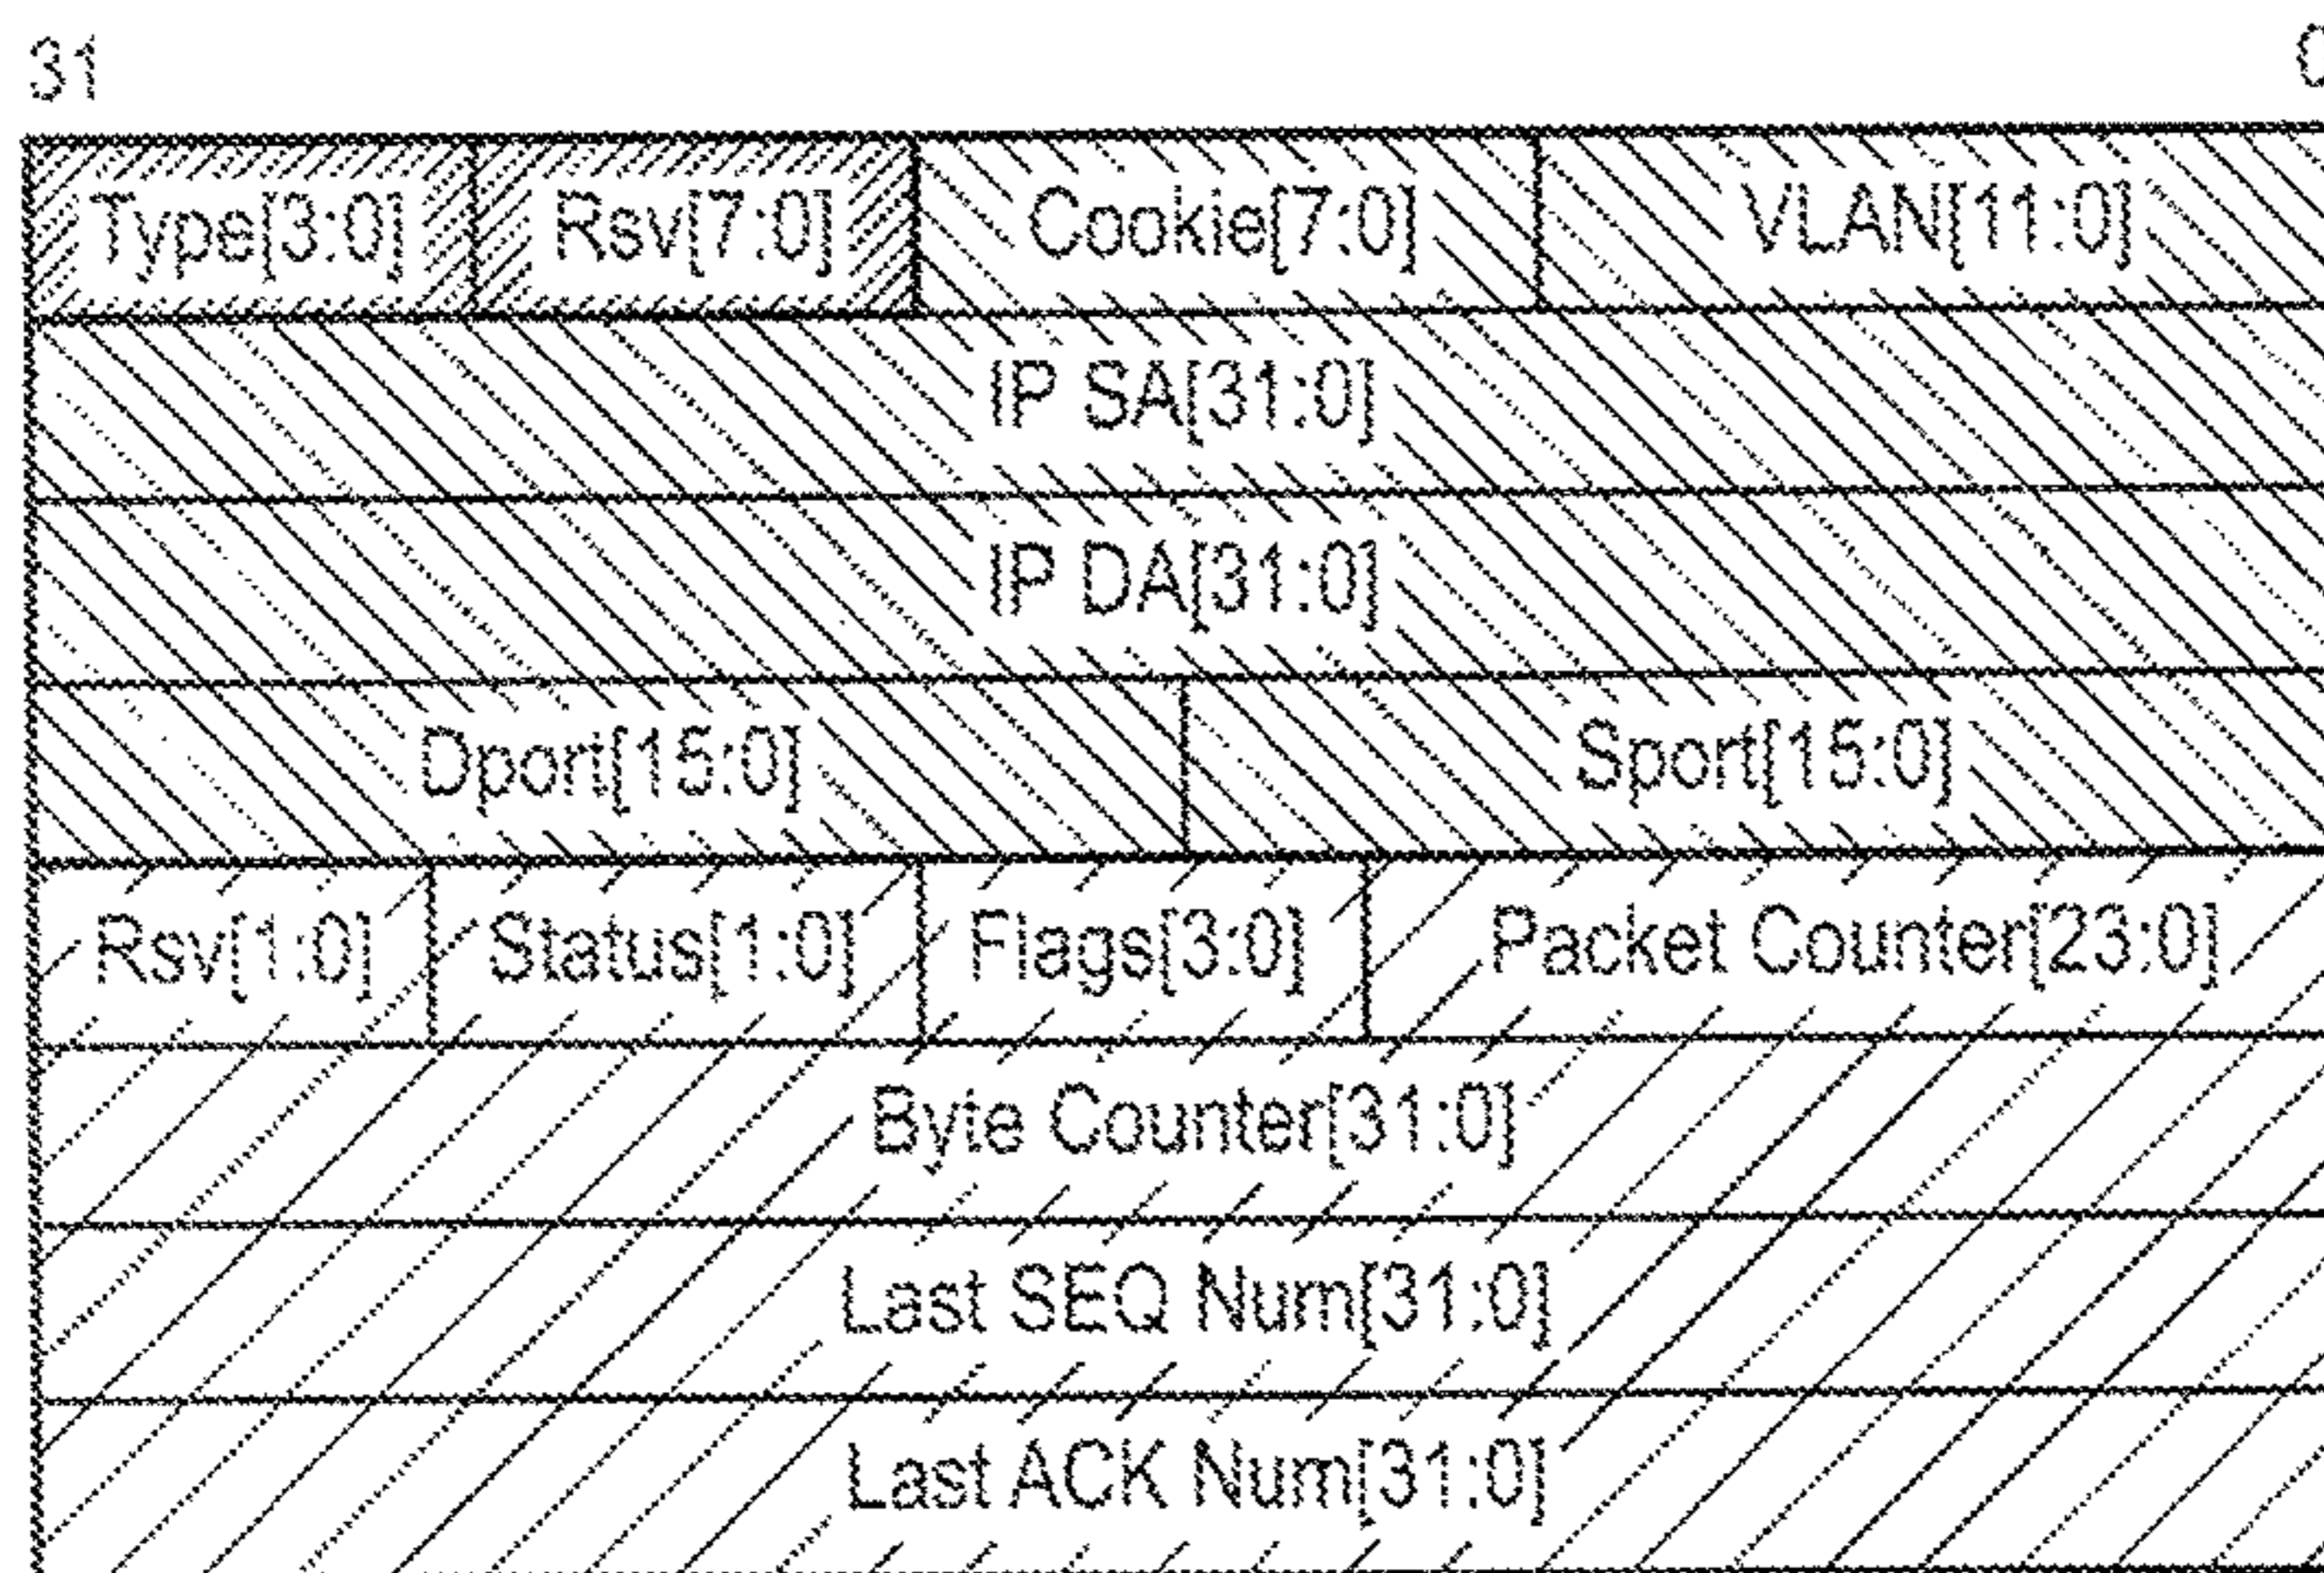 31 0
Type[3:0] Rsv[7:0] Cookie[7:0] VLAN[11:0]
IP SA[31:0]
IP DA[31:0]
Dport[15:0] Sport[15:0]
Rsv[1:0] Status[1:0] Flags[3:0] Packet Counter[23:0]
Byte Counter[31:0]
Last SEQ Num[31:0]
Last ACK Num[31:0]